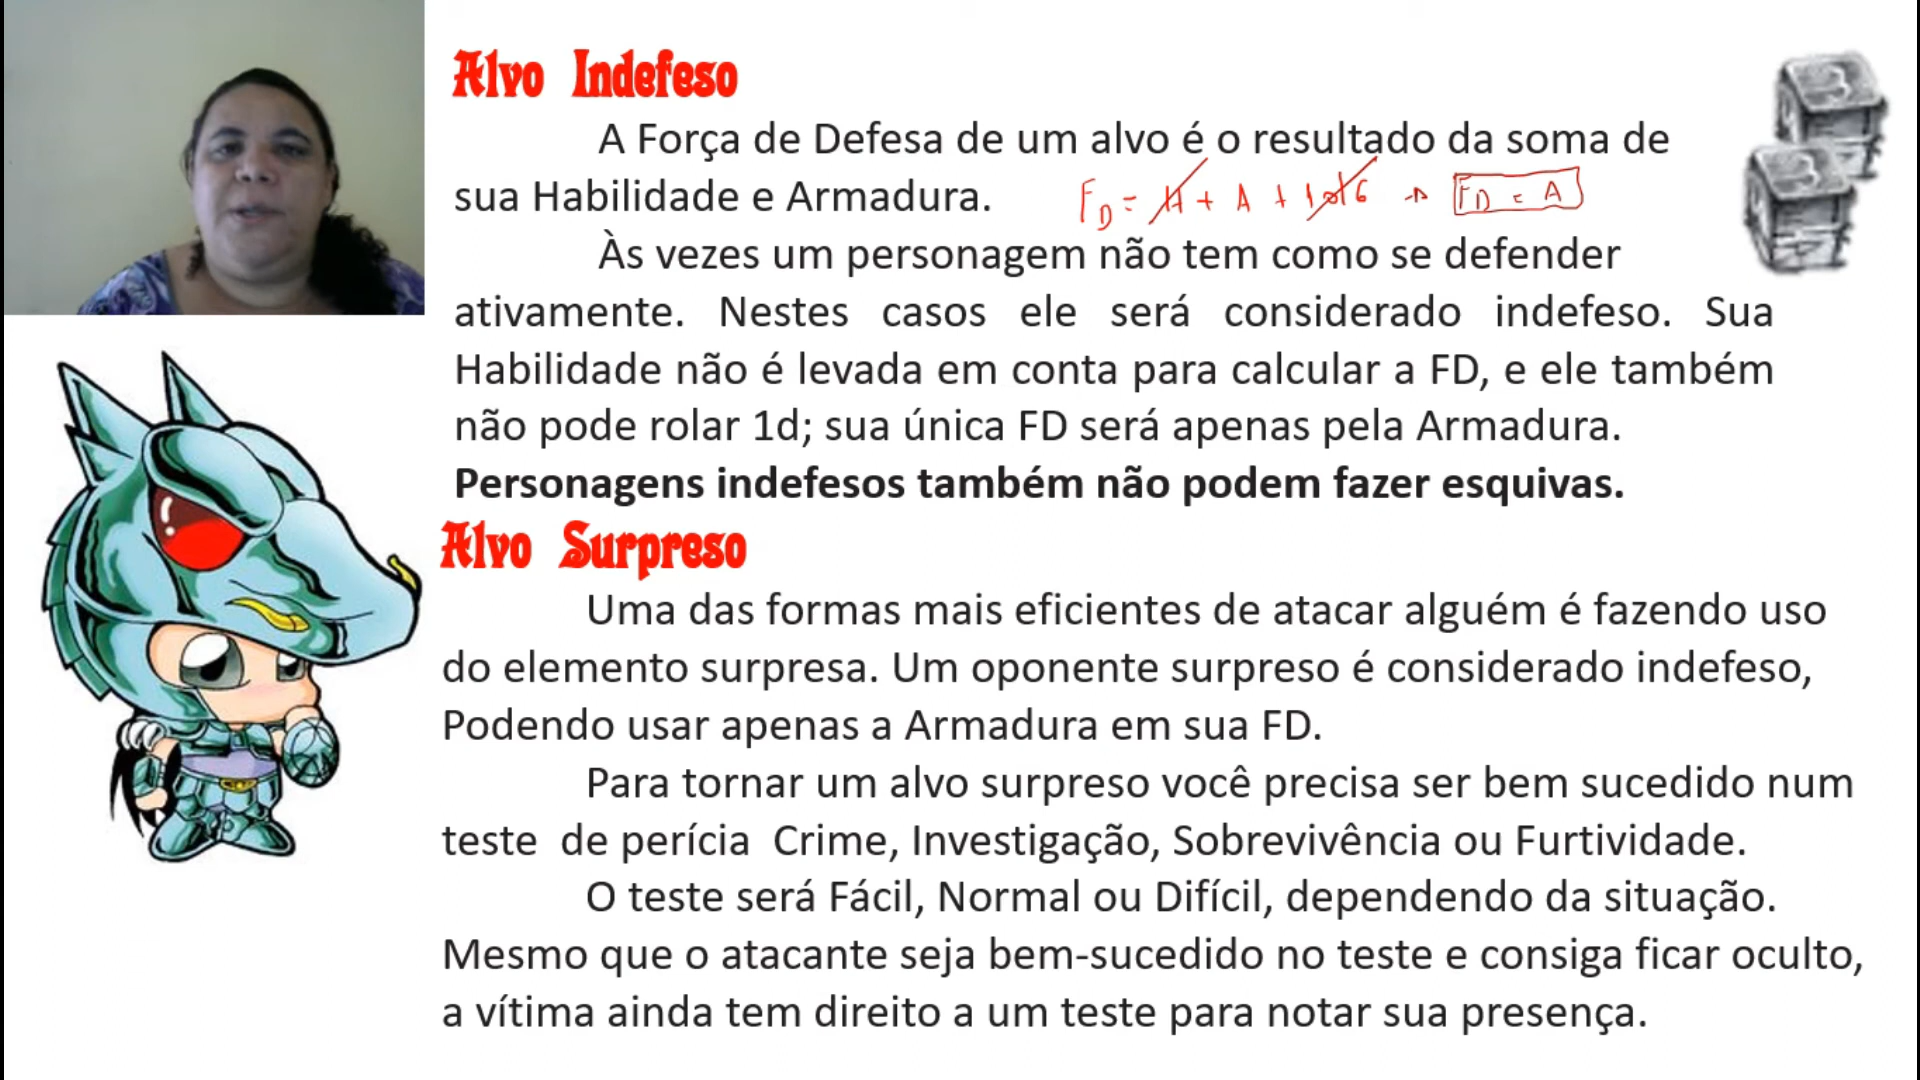 Alvo Indefeso
A Força de Defesa de um alvo é o resultado da soma de
sua Habilidade e Armadura.
FD = H + A + 1d6 → FD = A
Às vezes um personagem não tem como se defender
ativamente. Nestes casos ele será considerado indefeso. Sua
Habilidade não é levada em conta para calcular a FD, e ele também
não pode rolar 1d; sua única FD será apenas pela Armadura.
Personagens indefesos também não podem fazer esquivas.
Alvo Surpreso
Uma das formas mais eficientes de atacar alguém é fazendo uso
do elemento surpresa. Um oponente surpreso é considerado indefeso,
Podendo usar apenas a Armadura em sua FD.
Para tornar um alvo surpreso você precisa ser bem sucedido num
teste de perícia Crime, Investigação, Sobrevivência ou Furtividade.
O teste será Fácil, Normal ou Difícil, dependendo da situação.
Mesmo que o atacante seja bem-sucedido no teste e consiga ficar oculto,
a vítima ainda tem direito a um teste para notar sua presença.